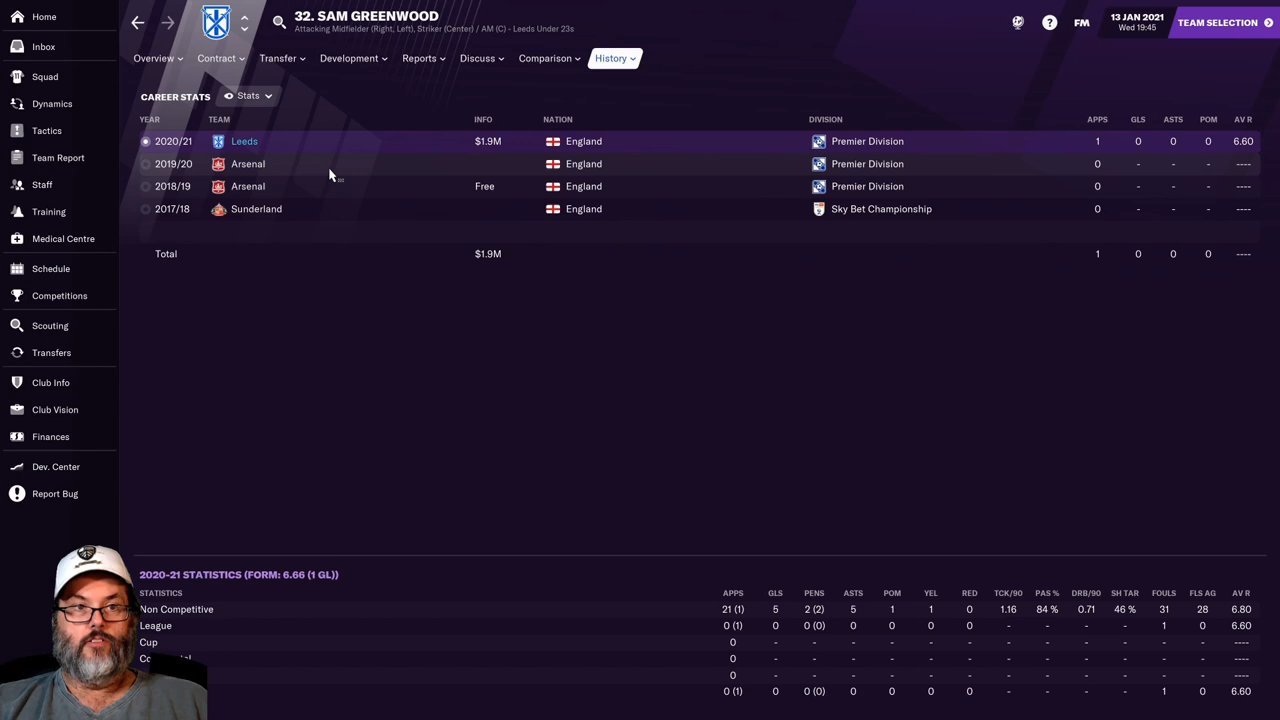 Home
Inbox
Squad
Dynamics
Tactics
Team Report
Staff
Training
Medical Centre
Schedule
Competitions
Scouting
Transfers
Club Info
Club Vision
Finances
Dev. Center
Report Bug
32. SAM GREENWOOD
Attacking Midfielder (Right, Left), Striker (Center) / AM (C) - Leeds Under 23s
FM
13 JAN 2021
Wed 19:45
TEAM SELECTION
Overview Contract Transfer Development Reports Discuss Comparison History
CAREER STATS Stats
YEAR TEAM INFO NATION DIVISION APPS GLS ASTS POM AV R
2020/21 Leeds $1.9M England Premier Division 1 0 0 0 6.60
2019/20 Arsenal England Premier Division 0 - - - ----
2018/19 Arsenal Free England Premier Division 0 - - - ----
2017/18 Sunderland England Sky Bet Championship 0 - - - ----
Total $1.9M 1 0 0 0 ----
2020-21 STATISTICS (FORM: 6.66 (1 GL))
STATISTICS APPS GLS PENS ASTS POM YEL RED TCK/90 PAS % DRB/90 SH TAR FOULS FLS AG AV R
Non Competitive 21 (1) 5 2 (2) 5 1 1 0 1.16 84 % 0.71 46 % 31 28 6.80
League 0 (1) 0 0 (0) 0 0 0 0 - - - - 1 0 6.60
Cup 0 - - - - - - - - - - - - ----
0 - - - - - - - - - - - - ----
0 - - - - - - - - - - - - ----
0 (1) 0 0 (0) 0 0 0 0 - - - - 1 0 6.60